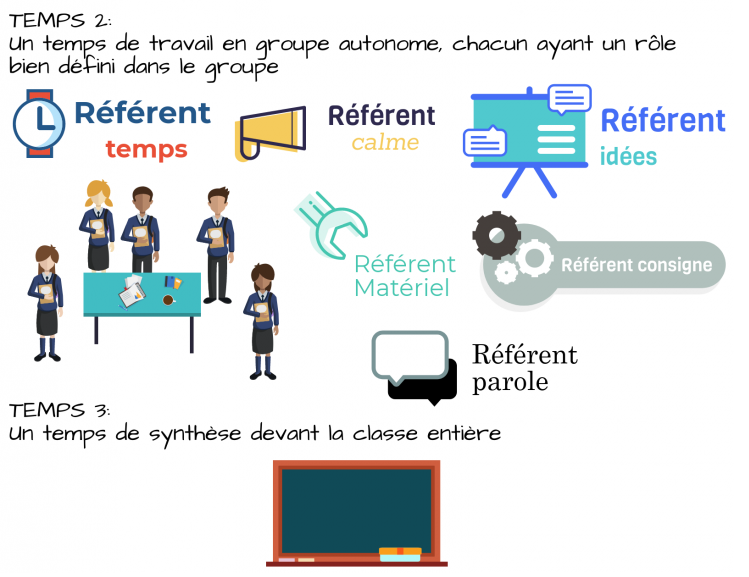 TEMPS 2:
Un temps de travail en groupe autonome, chacun ayant un rôle
bien défini dans le groupe
Référent
temps
Référent
calme
Référent
idées
Référent
Matériel
Référent consigne
Référent
parole
TEMPS 3:
Un temps de synthèse devant la classe entière